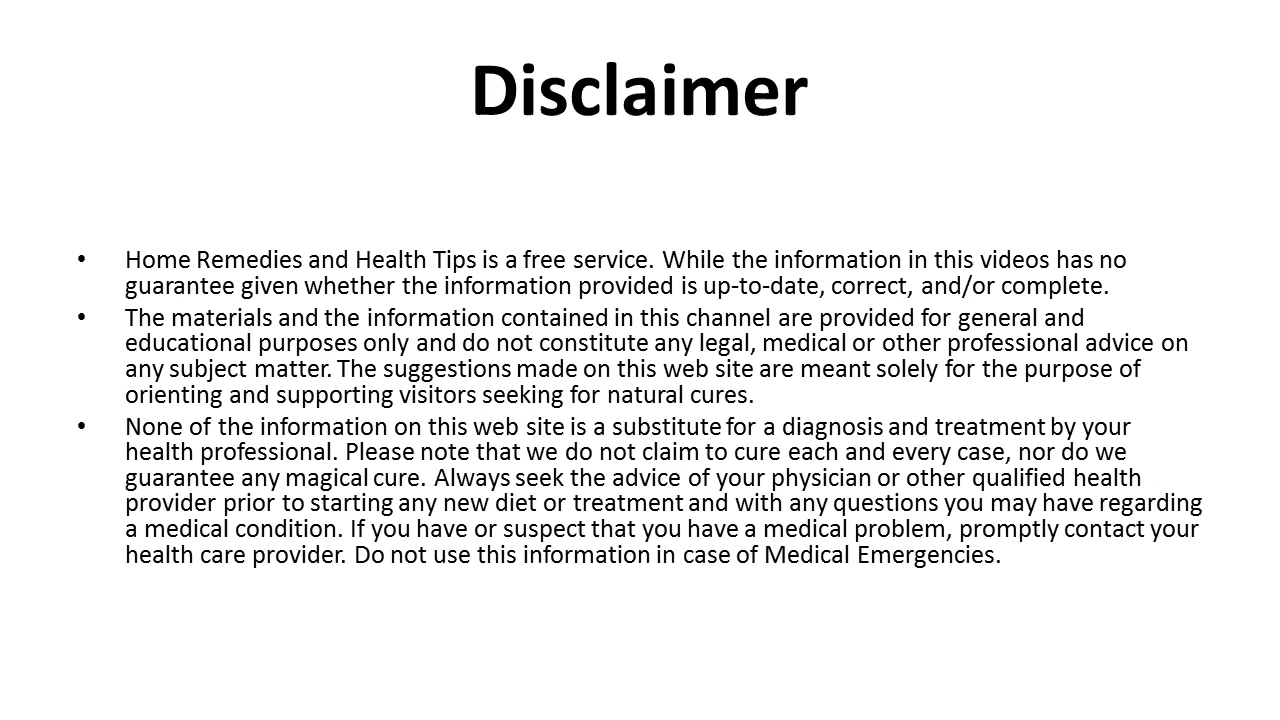 Disclaimer
• Home Remedies and Health Tips is a free service. While the information in this videos has no
guarantee given whether the information provided is up-to-date, correct, and/or complete.
• The materials and the information contained in this channel are provided for general and
educational purposes only and do not constitute any legal, medical or other professional advice on
any subject matter. The suggestions made on this web site are meant solely for the purpose of
orienting and supporting visitors seeking for natural cures.
• None of the information on this web site is a substitute for a diagnosis and treatment by your
health professional. Please note that we do not claim to cure each and every case, nor do we
guarantee any magical cure. Always seek the advice of your physician or other qualified health
provider prior to starting any new diet or treatment and with any questions you may have regarding
a medical condition. If you have or suspect that you have a medical problem, promptly contact your
health care provider. Do not use this information in case of Medical Emergencies.